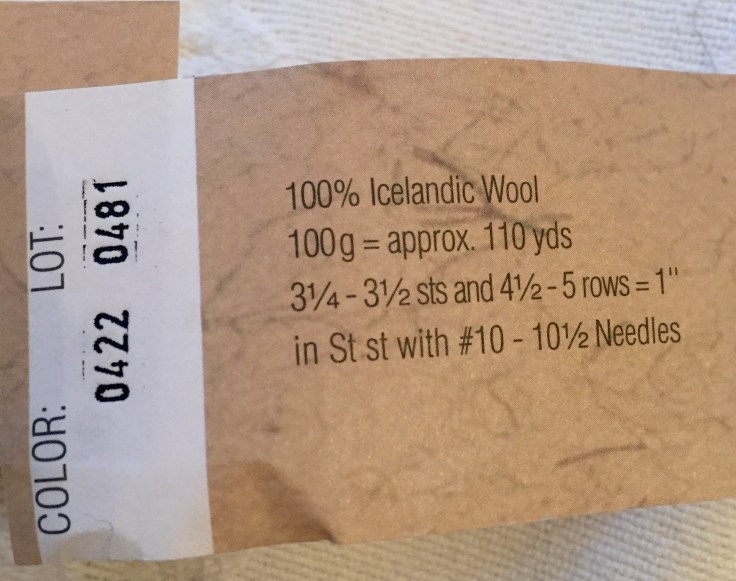 100% Icelandic Wool
100g = approx. 110 yds
3¼ - 3½ sts and 4½ - 5 rows = 1"
in St st with #10 - 10½ Needles
COLOR: LOT:
0422 0481